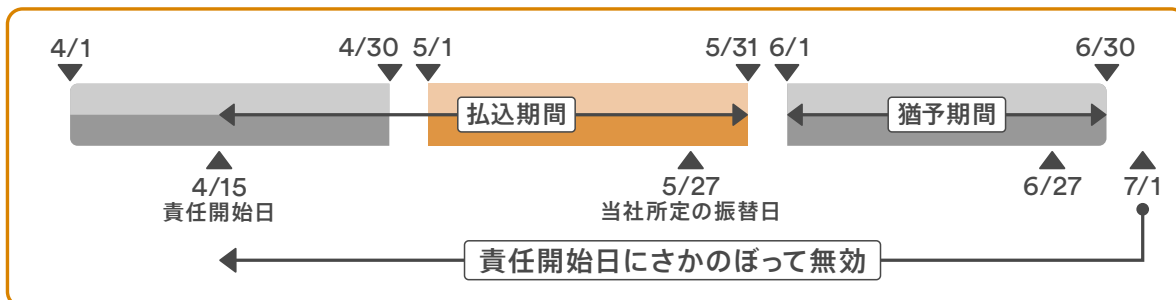 4/1 4/30 5/1 5/31 6/1 6/30
払込期間 猶予期間
4/15 5/27 6/27 7/1
責任開始日 当社所定の振替日
責任開始日にさかのぼって無効